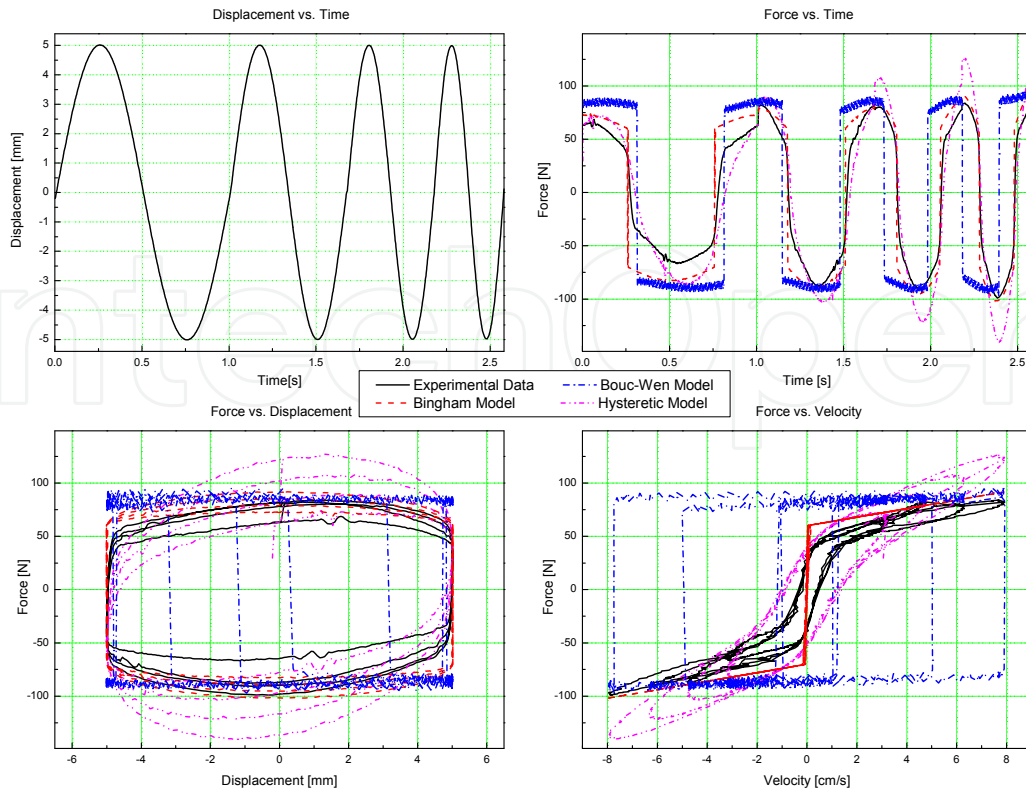 Displacement vs. Time
Force vs. Time
Displacement [mm]
5
4
3
2
1
0
-1
-2
-3
-4
-5
0.0 0.5 1.0 1.5 2.0 2.5
Time[s]
Force [N]
100
50
0
-50
-100
0.0 0.5 1.0 1.5 2.0 2.5
Time [s]
Experimental Data
Bouc-Wen Model
Bingham Model
Hysteretic Model
Force vs. Displacement
Force vs. Velocity
Force [N]
100
50
0
-50
-100
-6 -4 -2 0 2 4 6
Displacement [mm]
Force [N]
100
50
0
-50
-100
-8 -6 -4 -2 0 2 4 6 8
Velocity [cm/s]
ntechOpe